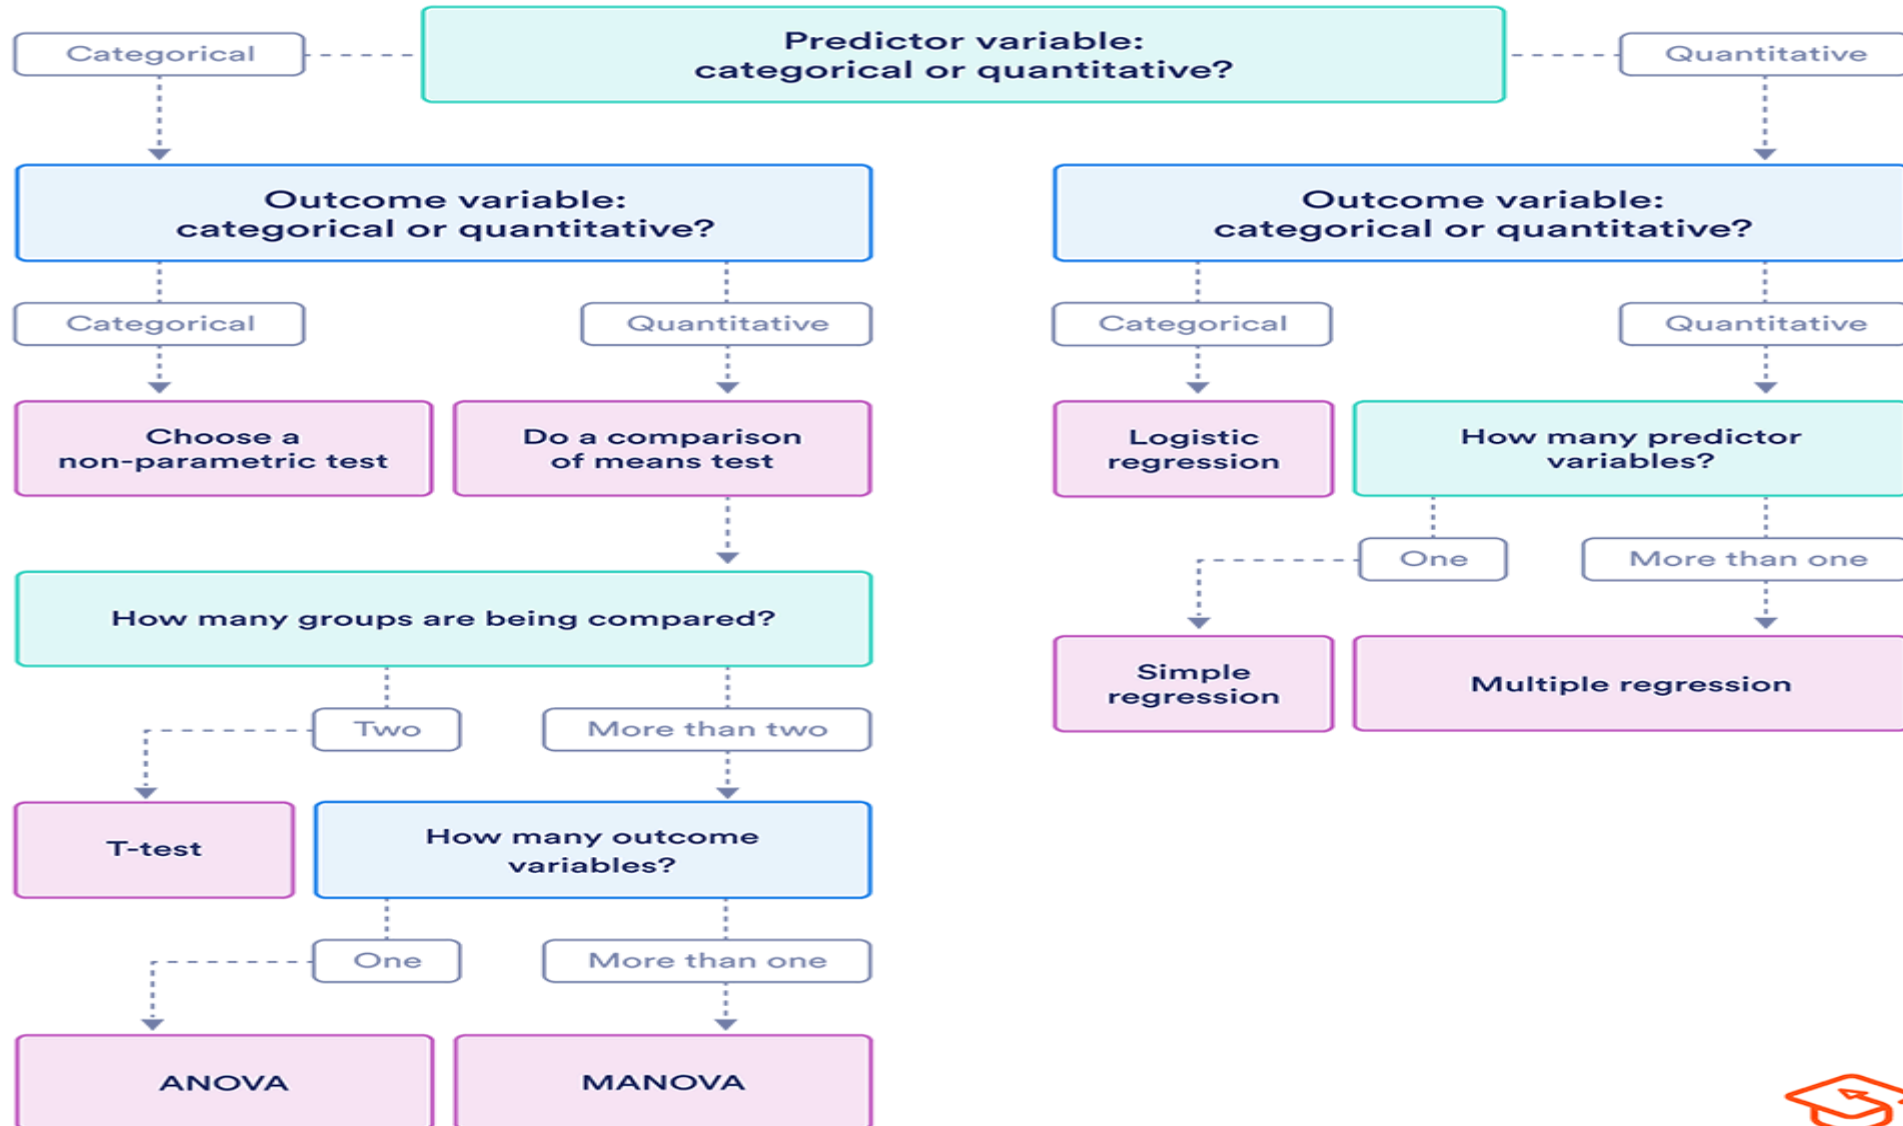 Categorical
Predictor variable:
categorical or quantitative?
Quantitative
Outcome variable:
categorical or quantitative?
Outcome variable:
categorical or quantitative?
Categorical
Quantitative
Categorical
Quantitative
Choose a
non-parametric test
Do a comparison
of means test
Logistic
regression
How many predictor
variables?
One
More than one
How many groups are being compared?
Simple
regression
Multiple regression
Two
More than two
T-test
How many outcome
variables?
One
More than one
ANOVA
MANOVA